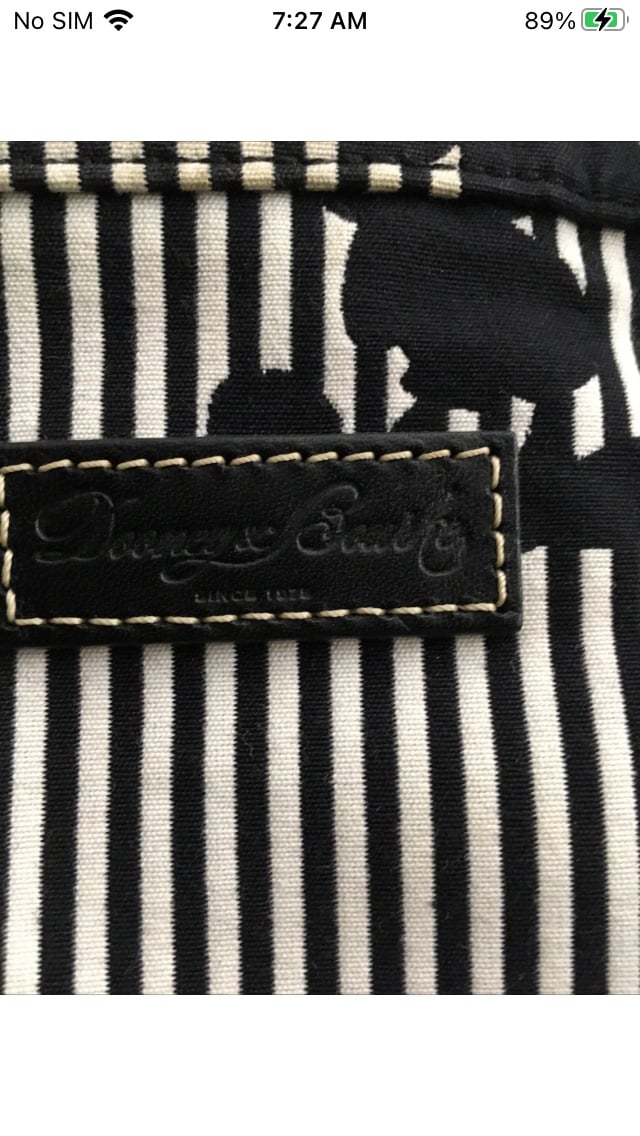 No SIM 7:27 AM 89%
Dooney & Bourke
SINCE 1975